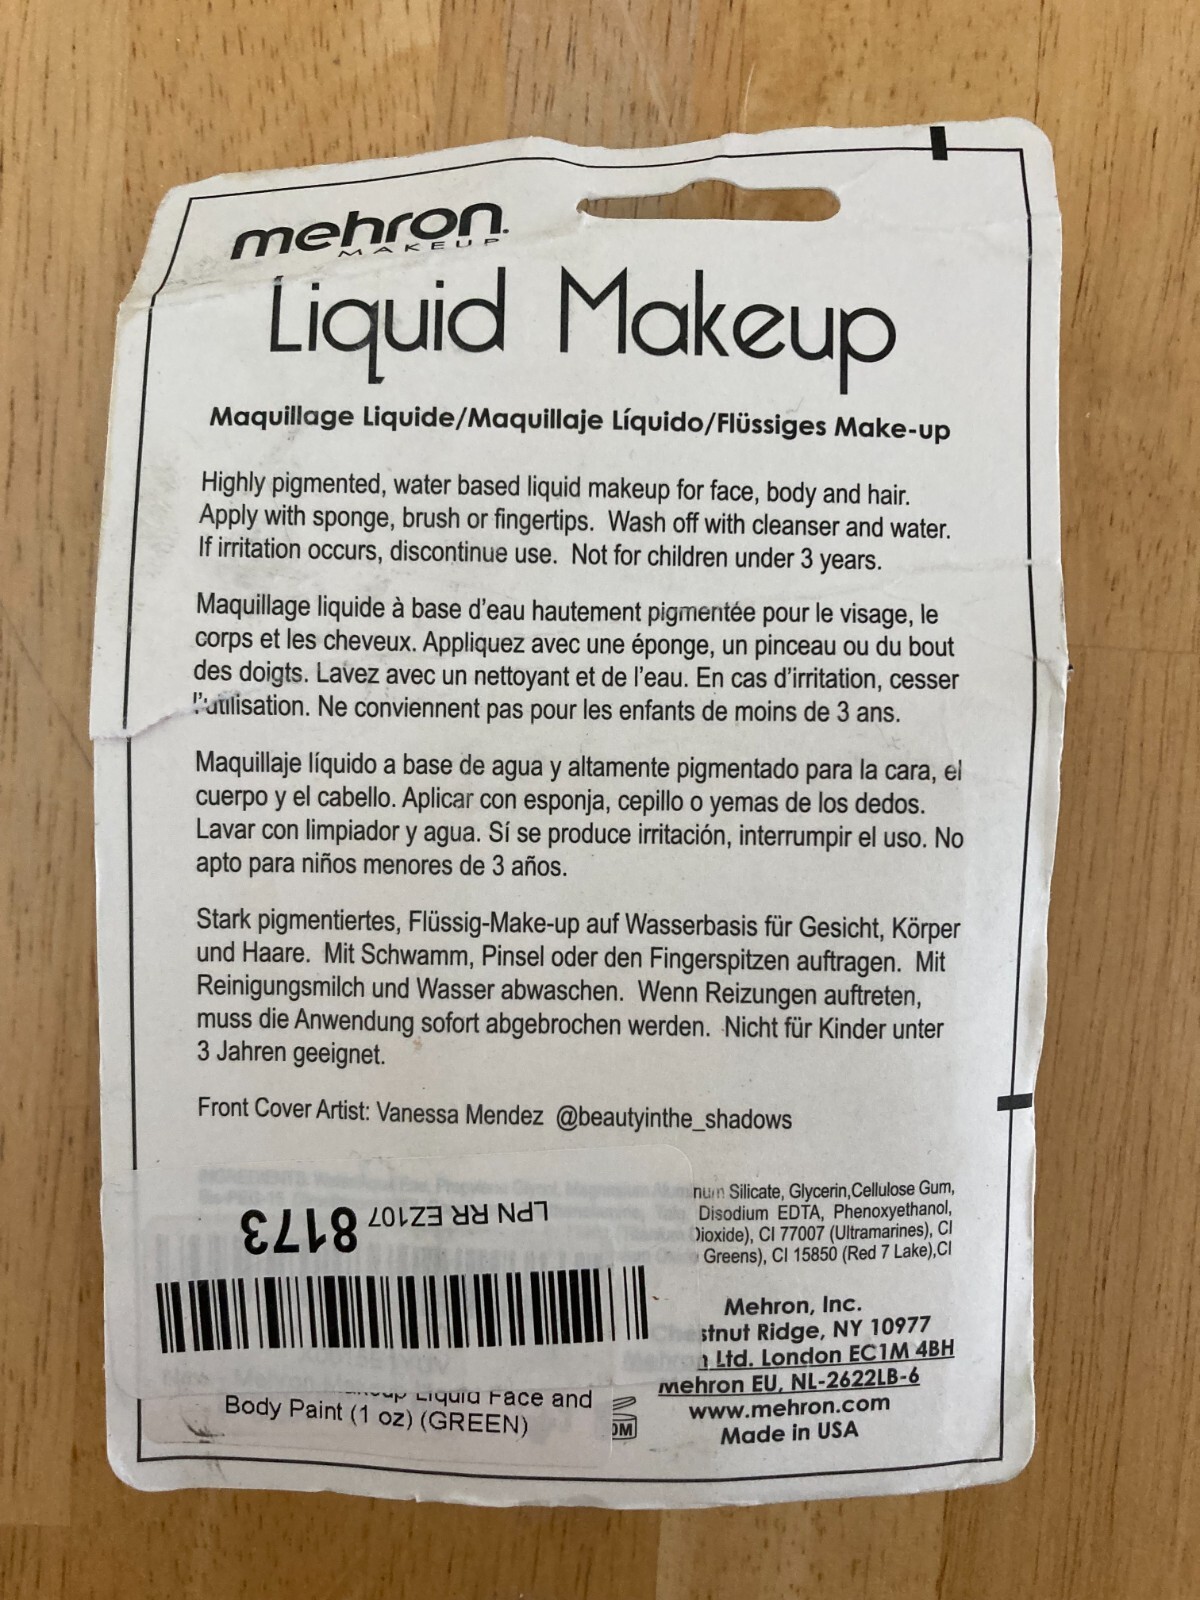 mehron.
MAKEUP
Liquid Makeup
Maquillage Liquide/Maquillaje Líquido/Flüssiges Make-up
Highly pigmented, water based liquid makeup for face, body and hair.
Apply with sponge, brush or fingertips. Wash off with cleanser and water.
If irritation occurs, discontinue use. Not for children under 3 years.
Maquillage liquide à base d'eau hautement pigmentée pour le visage, le
corps et les cheveux. Appliquez avec une éponge, un pinceau ou du bout
des doigts. Lavez avec un nettoyant et de l'eau. En cas d'irritation, cesser
l'utilisation. Ne conviennent pas pour les enfants de moins de 3 ans.
Maquillaje líquido a base de agua y altamente pigmentado para la cara, el
cuerpo y el cabello. Aplicar con esponja, cepillo o yemas de los dedos.
Lavar con limpiador y agua. Sí se produce irritación, interrumpir el uso. No
apto para niños menores de 3 años.
Stark pigmentiertes, Flüssig-Make-up auf Wasserbasis für Gesicht, Körper
und Haare. Mit Schwamm, Pinsel oder den Fingerspitzen auftragen. Mit
Reinigungsmilch und Wasser abwaschen. Wenn Reizungen auftreten,
muss die Anwendung sofort abgebrochen werden. Nicht für Kinder unter
3 Jahren geeignet.
Front Cover Artist: Vanessa Mendez @beautyinthe_shadows
Silicate, Glycerin,Cellulose Gum,
Disodium EDTA, Phenoxyethanol,
Dioxide), CI 77007 (Ultramarines), CI
Greens), CI 15850 (Red 7 Lake),CI
LPN RR EZ107 8173
Mehron, Inc.
stnut Ridge, NY 10977
Ltd. London EC1M 4BH
Mehron EU, NL-2622LB-6
www.mehron.com
Made in USA
Liquid Face and
Body Paint (1 oz) (GREEN)